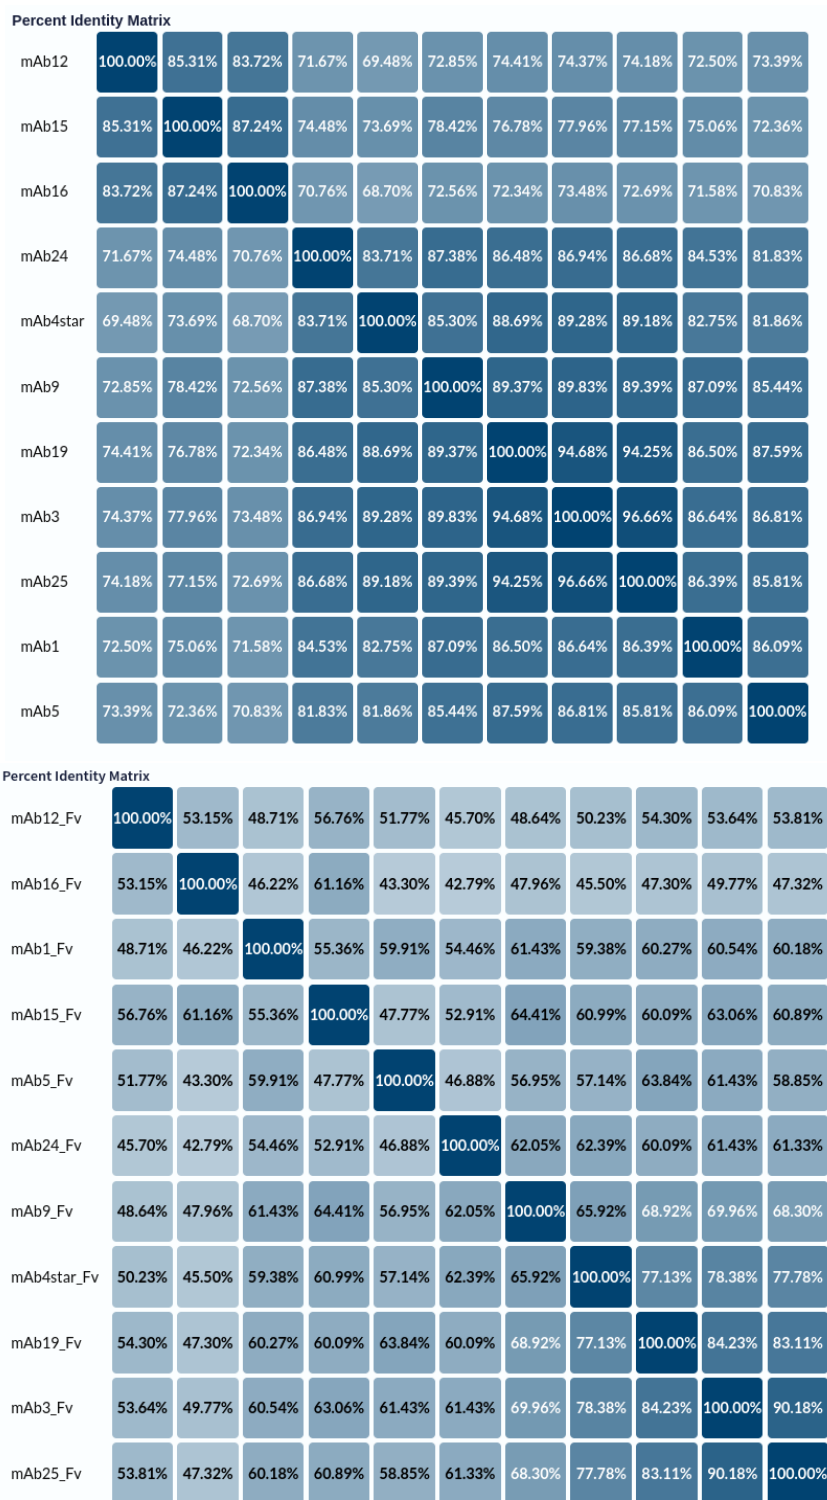 Percent Identity Matrix
mAb12 100.00% 85.31% 83.72% 71.67% 69.48% 72.85% 74.41% 74.37% 74.18% 72.50% 73.39%
mAb15 85.31% 100.00% 87.24% 74.48% 73.69% 78.42% 76.78% 77.96% 77.15% 75.06% 72.36%
mAb16 83.72% 87.24% 100.00% 70.76% 68.70% 72.56% 72.34% 73.48% 72.69% 71.58% 70.83%
mAb24 71.67% 74.48% 70.76% 100.00% 83.71% 87.38% 86.48% 86.94% 86.68% 84.53% 81.83%
mAb4star 69.48% 73.69% 68.70% 83.71% 100.00% 85.30% 88.69% 89.28% 89.18% 82.75% 81.86%
mAb9 72.85% 78.42% 72.56% 87.38% 85.30% 100.00% 89.37% 89.83% 89.39% 87.09% 85.44%
mAb19 74.41% 76.78% 72.34% 86.48% 88.69% 89.37% 100.00% 94.68% 94.25% 86.50% 87.59%
mAb3 74.37% 77.96% 73.48% 86.94% 89.28% 89.83% 94.68% 100.00% 96.66% 86.64% 86.81%
mAb25 74.18% 77.15% 72.69% 86.68% 89.18% 89.39% 94.25% 96.66% 100.00% 86.39% 85.81%
mAb1 72.50% 75.06% 71.58% 84.53% 82.75% 87.09% 86.50% 86.64% 86.39% 100.00% 86.09%
mAb5 73.39% 72.36% 70.83% 81.83% 81.86% 85.44% 87.59% 86.81% 85.81% 86.09% 100.00%
Percent Identity Matrix
mAb12_Fv 100.00% 53.15% 48.71% 56.76% 51.77% 45.70% 48.64% 50.23% 54.30% 53.64% 53.81%
mAb16_Fv 53.15% 100.00% 46.22% 61.16% 43.30% 42.79% 47.96% 45.50% 47.30% 49.77% 47.32%
mAb1_Fv 48.71% 46.22% 100.00% 55.36% 59.91% 54.46% 61.43% 59.38% 60.27% 60.54% 60.18%
mAb15_Fv 56.76% 61.16% 55.36% 100.00% 47.77% 52.91% 64.41% 60.99% 60.09% 63.06% 60.89%
mAb5_Fv 51.77% 43.30% 59.91% 47.77% 100.00% 46.88% 56.95% 57.14% 63.84% 61.43% 58.85%
mAb24_Fv 45.70% 42.79% 54.46% 52.91% 46.88% 100.00% 62.05% 62.39% 60.09% 61.43% 61.33%
mAb9_Fv 48.64% 47.96% 61.43% 64.41% 56.95% 62.05% 100.00% 65.92% 68.92% 69.96% 68.30%
mAb4star_Fv 50.23% 45.50% 59.38% 60.99% 57.14% 62.39% 65.92% 100.00% 77.13% 78.38% 77.78%
mAb19_Fv 54.30% 47.30% 60.27% 60.09% 63.84% 60.09% 68.92% 77.13% 100.00% 84.23% 83.11%
mAb3_Fv 53.64% 49.77% 60.54% 63.06% 61.43% 61.43% 69.96% 78.38% 84.23% 100.00% 90.18%
mAb25_Fv 53.81% 47.32% 60.18% 60.89% 58.85% 61.33% 68.30% 77.78% 83.11% 90.18% 100.00%